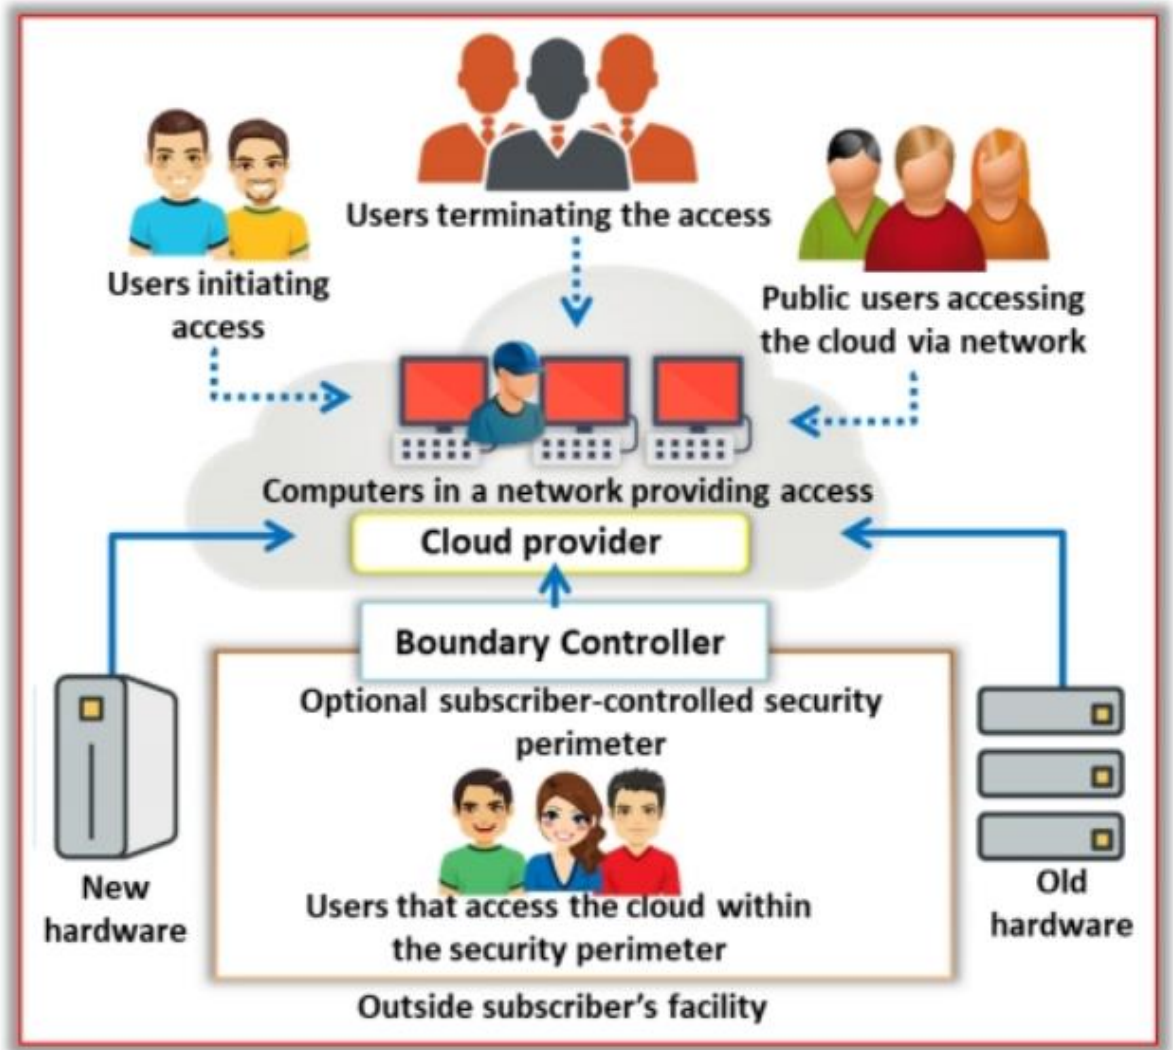 Users terminating the access
Users initiating
access
Public users accessing
the cloud via network
Computers in a network providing access
Cloud provider
Boundary Controller
Optional subscriber-controlled security
perimeter
New
hardware
Users that access the cloud within
the security perimeter
Old
hardware
Outside subscriber's facility